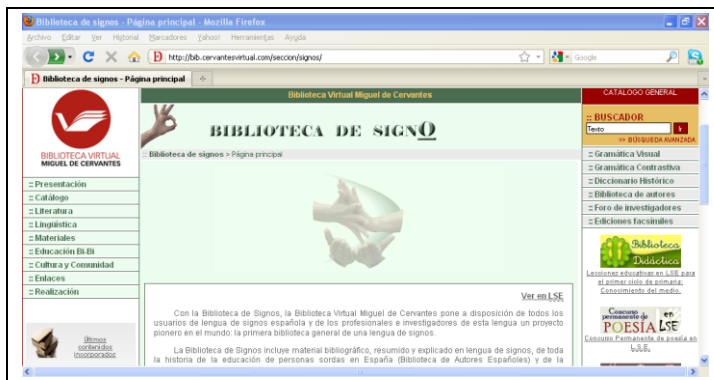 Biblioteca de signos - Página principal - Mozilla Firefox
Archivo Editar Ver Historial Marcadores Yahoo! Herramientas Ayuda
http://bib.cervantesvirtual.com/seccion/signos/
Google
Biblioteca de signos - Página principal
BIBLIOTECA VIRTUAL
MIGUEL DE CERVANTES
:: Presentación
:: Catálogo
:: Literatura
:: Lingüística
:: Materiales
:: Educación Bi-Bi
:: Cultura y Comunidad
:: Enlaces
:: Realización
Últimos
contenidos
incorporados
Biblioteca Virtual Miguel de Cervantes
BIBLIOTECA DE SIGNO
:: Biblioteca de signos > Página principal
Ver en LSE
Con la Biblioteca de Signos, la Biblioteca Virtual Miguel de Cervantes pone a disposición de todos los
usuarios de lengua de signos española y de los profesionales e investigadores de esta lengua un proyecto
pionero en el mundo: la primera biblioteca general de una lengua de signos.
La Biblioteca de Signos incluye material bibliográfico, resumido y explicado en lengua de signos, de toda
la historia de la educación de personas sordas en España (Biblioteca de Autores Españoles) y de la
CATÁLOGO GENERAL
:: BUSCADOR
Texto
Ir
>> BÚSQUEDA AVANZADA
:: Gramática Visual
:: Gramática Contrastiva
:: Diccionario Histórico
:: Biblioteca de autores
:: Foro de investigadores
:: Ediciones facsímiles
Biblioteca
Didáctica
Lecciones educativas en LSE para
el primer ciclo de primaria:
Conocimiento del medio.
Concurso
permanente de en
POESÍA LSE
Concurso Permanente de poesía en
L.S.E.